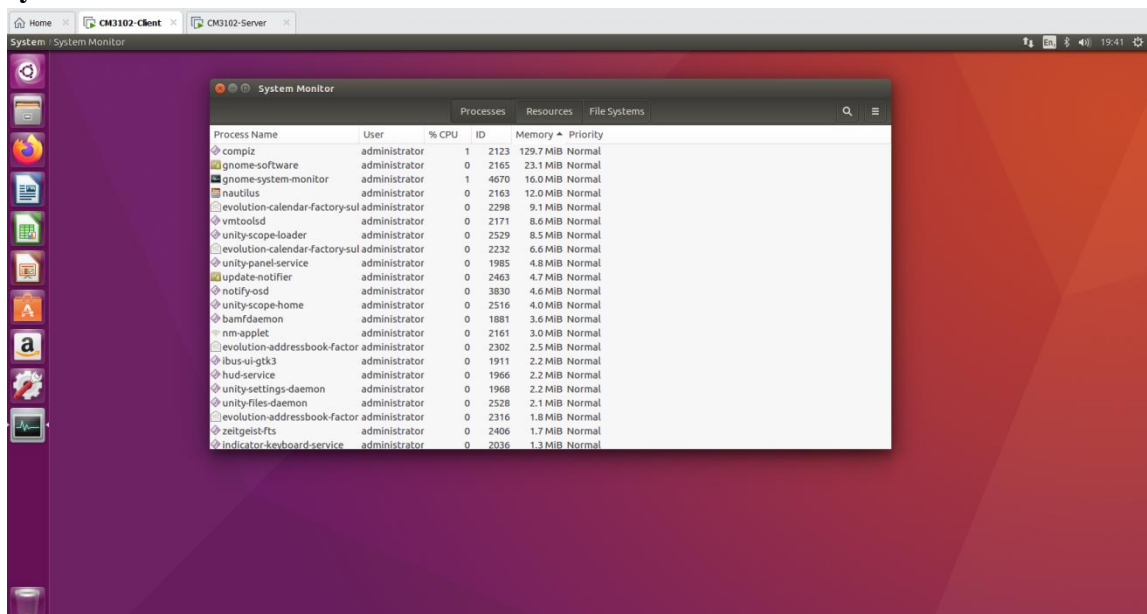 Home CM3102-Client CM3102-Server
System System Monitor En 19:41
System Monitor
Processes Resources File Systems
Process Name User % CPU ID Memory Priority
compiz administrator 1 2123 129.7 MiB Normal
gnome-software administrator 0 2165 23.1 MiB Normal
gnome-system-monitor administrator 1 4670 16.0 MiB Normal
nautilus administrator 0 2163 12.0 MiB Normal
evolution-calendar-factory-sul administrator 0 2298 9.1 MiB Normal
vmtoolsd administrator 0 2171 8.6 MiB Normal
unity-scope-loader administrator 0 2529 8.5 MiB Normal
evolution-calendar-factory-sul administrator 0 2232 6.6 MiB Normal
unity-panel-service administrator 0 1985 4.8 MiB Normal
update-notifier administrator 0 2463 4.7 MiB Normal
notify-osd administrator 0 3830 4.6 MiB Normal
unity-scope-home administrator 0 2516 4.0 MiB Normal
bamfdaemon administrator 0 1881 3.6 MiB Normal
nm-applet administrator 0 2161 3.0 MiB Normal
evolution-addressbook-factor administrator 0 2302 2.5 MiB Normal
ibus-ui-gtk3 administrator 0 1911 2.2 MiB Normal
hud-service administrator 0 1966 2.2 MiB Normal
unity-settings-daemon administrator 0 1968 2.2 MiB Normal
unity-files-daemon administrator 0 2528 2.1 MiB Normal
evolution-addressbook-factor administrator 0 2316 1.8 MiB Normal
zeitgeist-fts administrator 0 2406 1.7 MiB Normal
indicator-keyboard-service administrator 0 2036 1.3 MiB Normal